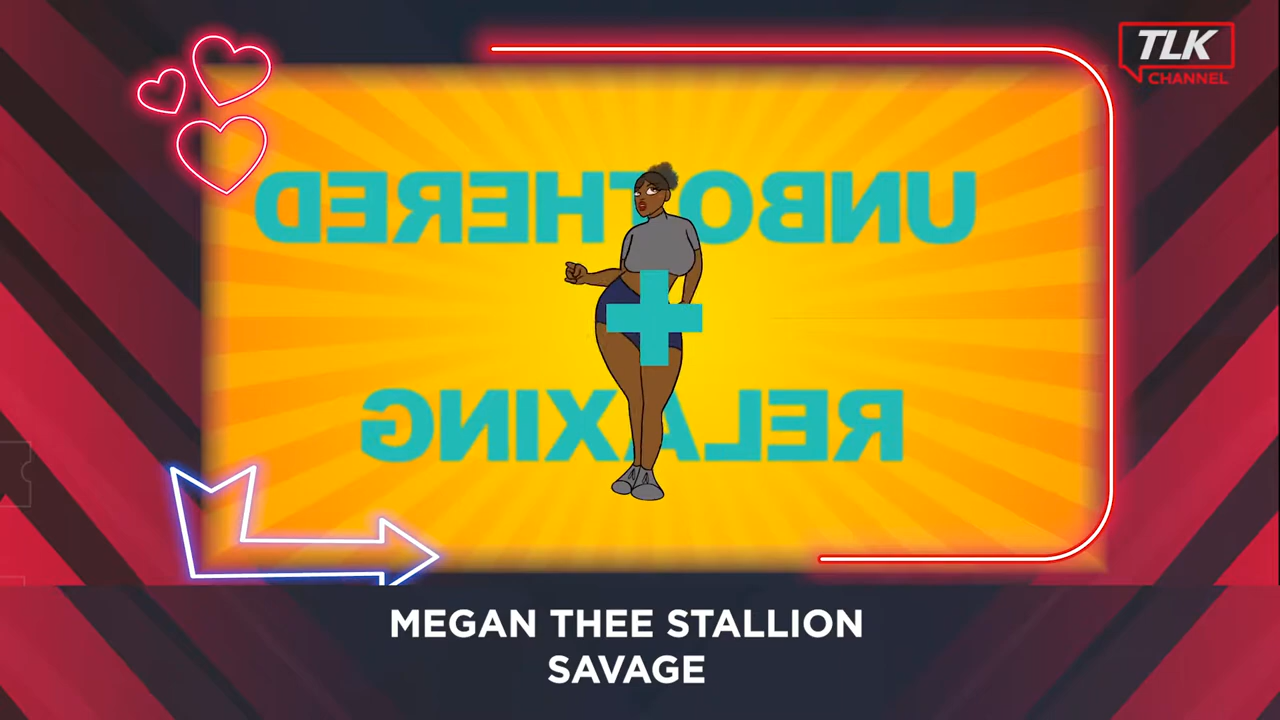 TLK
CHANNEL
UNBOTHERED
+
RELAXING
MEGAN THEE STALLION
SAVAGE